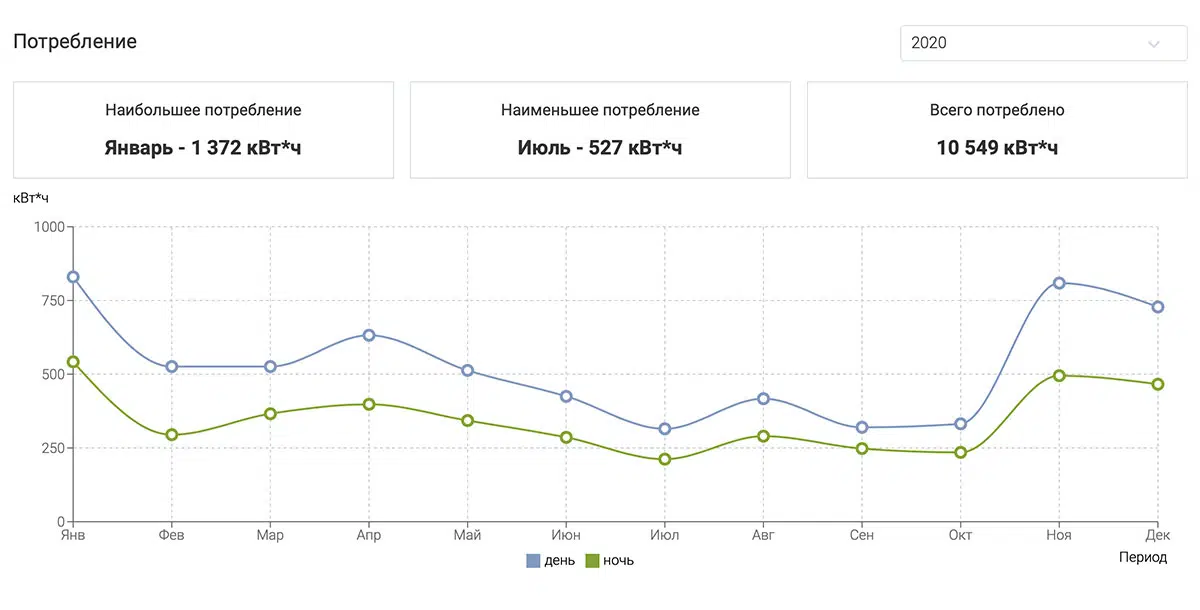 Потребление
2020
Наибольшее потребление
Январь - 1 372 кВт*ч
Наименьшее потребление
Июль - 527 кВт*ч
Всего потреблено
10 549 кВт*ч
кВт*ч
1000
750
500
250
0
Янв Фев Мар Апр Май Июн Июл Авг Сен Окт Ноя Дек
Период
день ночь